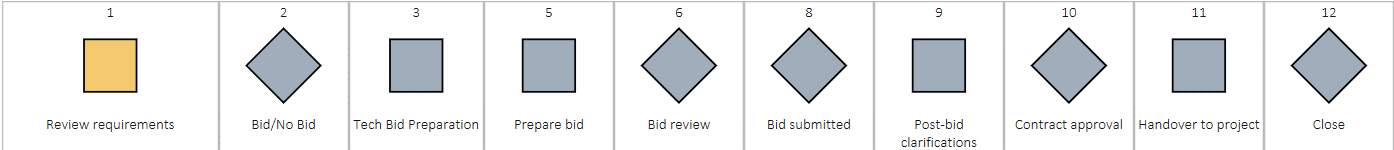 1 2 3 5 6 8 9 10 11 12
Review requirements Bid/No Bid Tech Bid Preparation Prepare bid Bid review Bid submitted Post-bid Contract approval Handover to project Close
clarifications